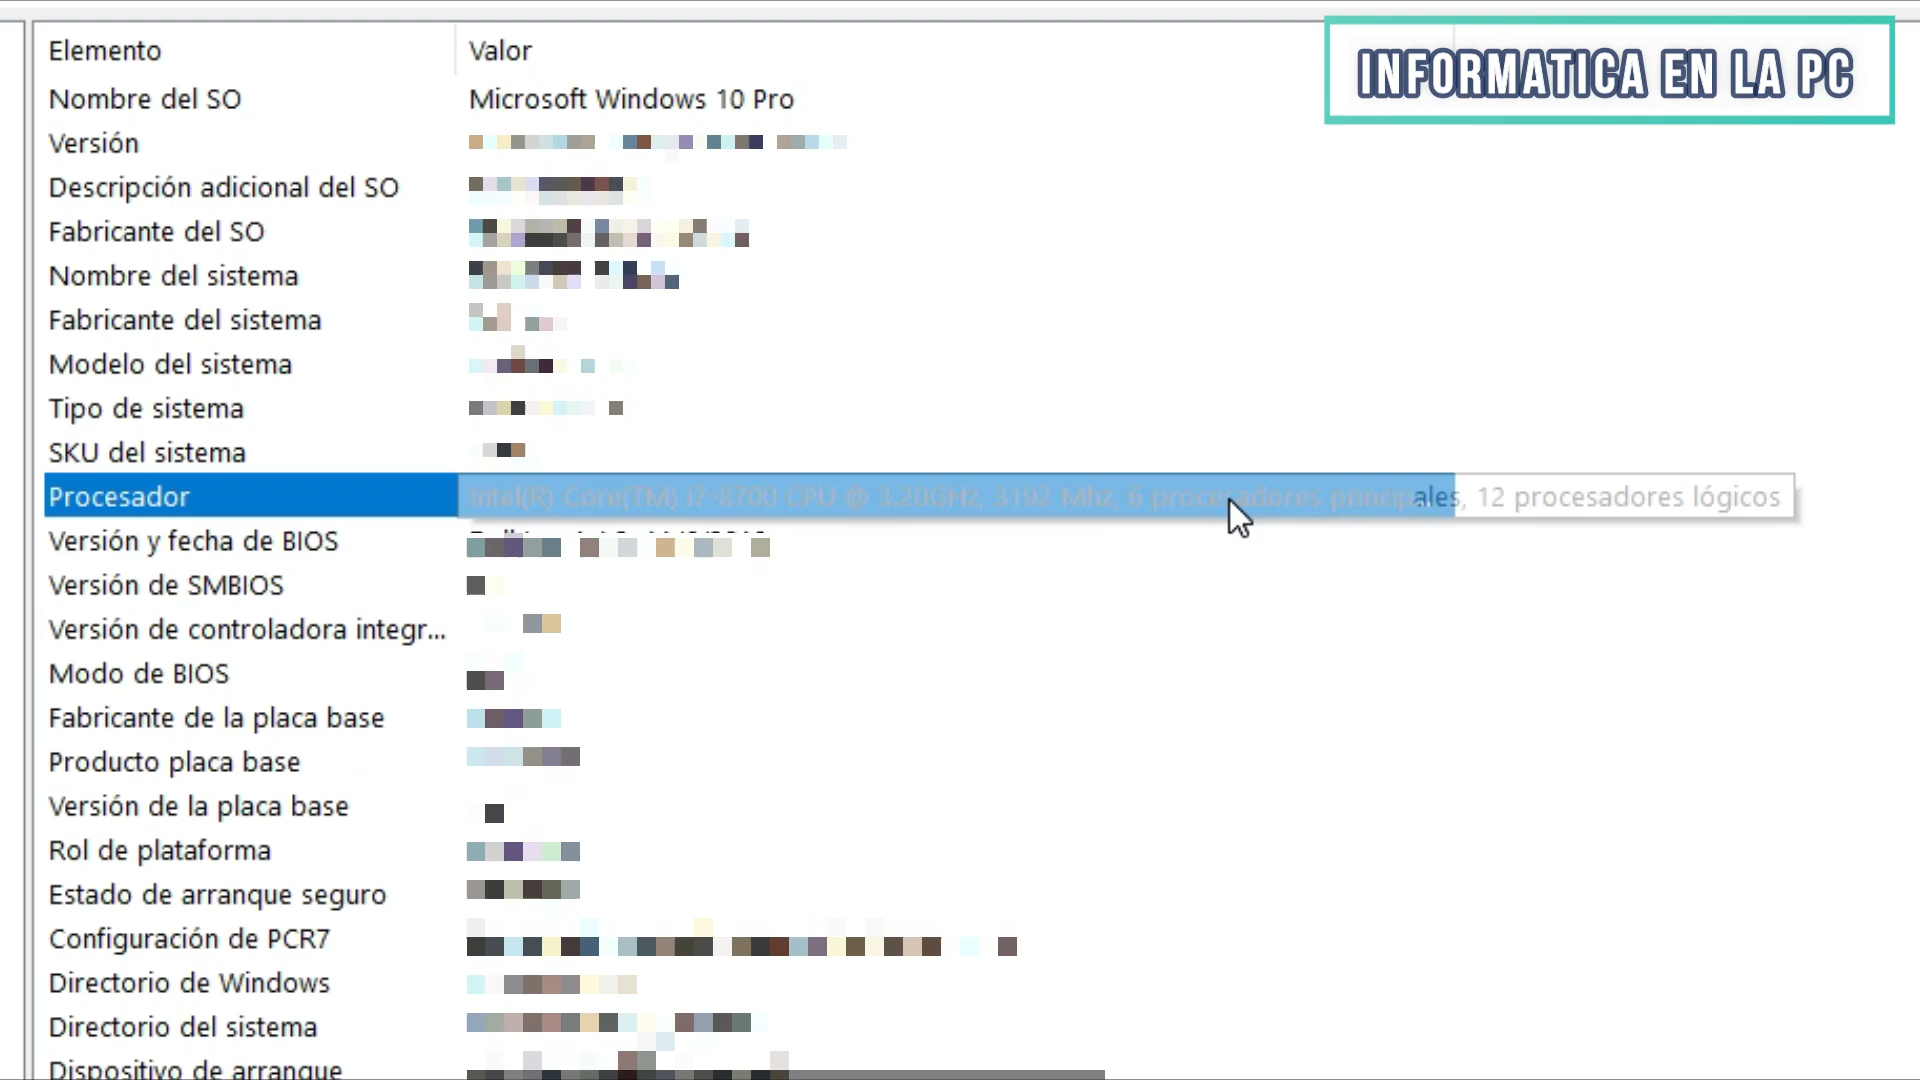 Elemento Valor
INFORMATICA EN LA PC
Nombre del SO Microsoft Windows 10 Pro
Versión
Descripción adicional del SO
Fabricante del SO
Nombre del sistema
Fabricante del sistema
Modelo del sistema
Tipo de sistema
SKU del sistema
Procesador Intel(R) Core(TM) i7-8700 CPU @ 3.20GHz, 3192 Mhz, 6 procesadores principales, 12 procesadores lógicos
Versión y fecha de BIOS
Versión de SMBIOS
Versión de controladora integr...
Modo de BIOS
Fabricante de la placa base
Producto placa base
Versión de la placa base
Rol de plataforma
Estado de arranque seguro
Configuración de PCR7
Directorio de Windows
Directorio del sistema
Dispositivo de arranque